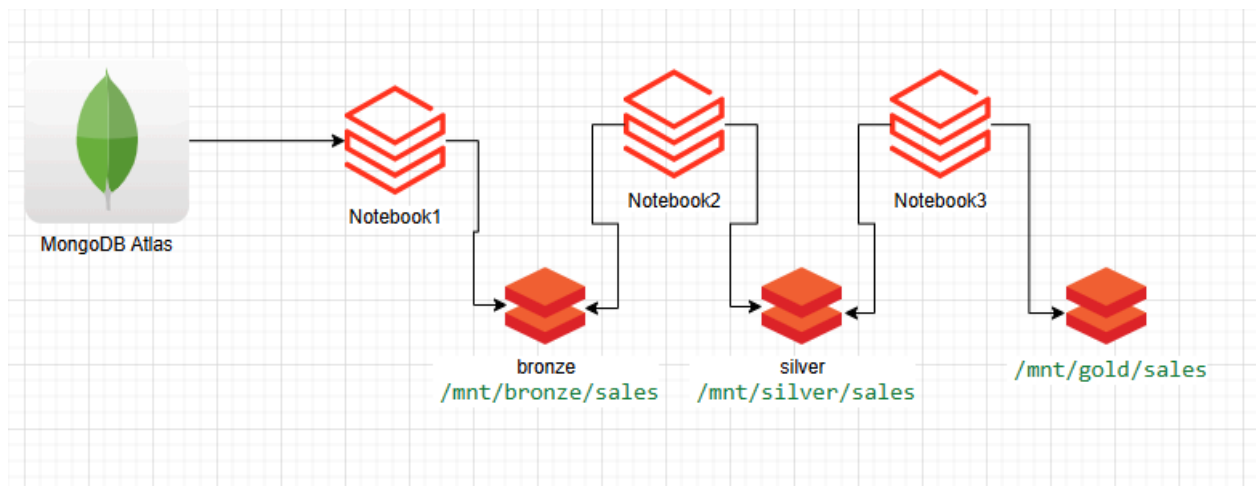 MongoDB Atlas
Notebook1
Notebook2
Notebook3
bronze
/mnt/bronze/sales
silver
/mnt/silver/sales
/mnt/gold/sales